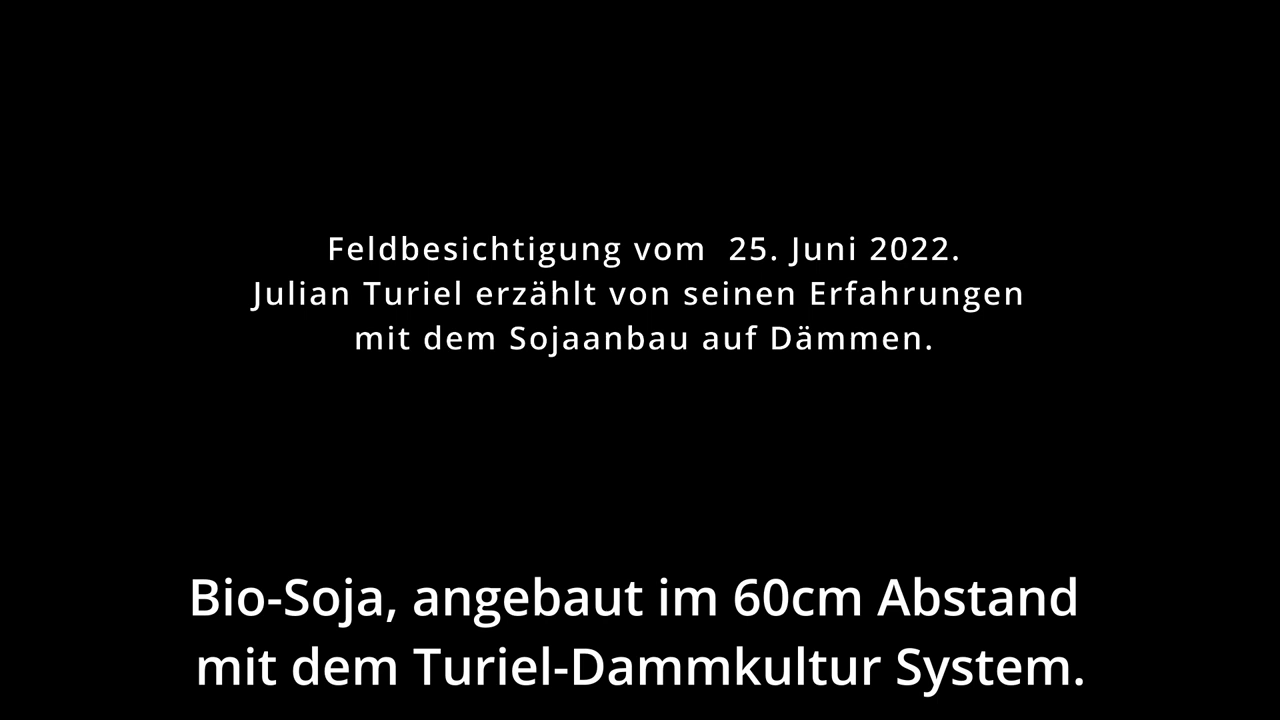 Feldbesichtigung vom  25. Juni 2022.
Julian Turiel erzählt von seinen Erfahrungen
mit dem Sojaanbau auf Dämmen.
Bio-Soja, angebaut im 60cm Abstand
mit dem Turiel-Dammkultur System.